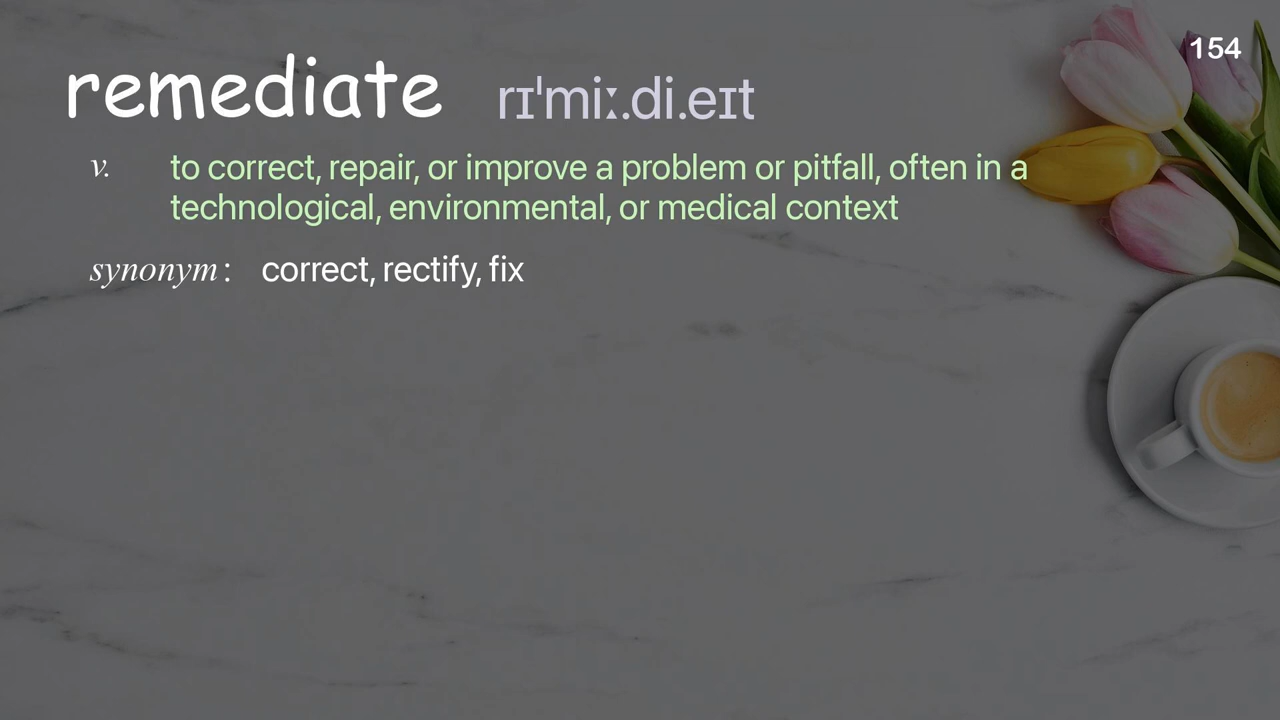 154
remediate rɪˈmiː.di.eɪt
v. to correct, repair, or improve a problem or pitfall, often in a
technological, environmental, or medical context
synonym: correct, rectify, fix